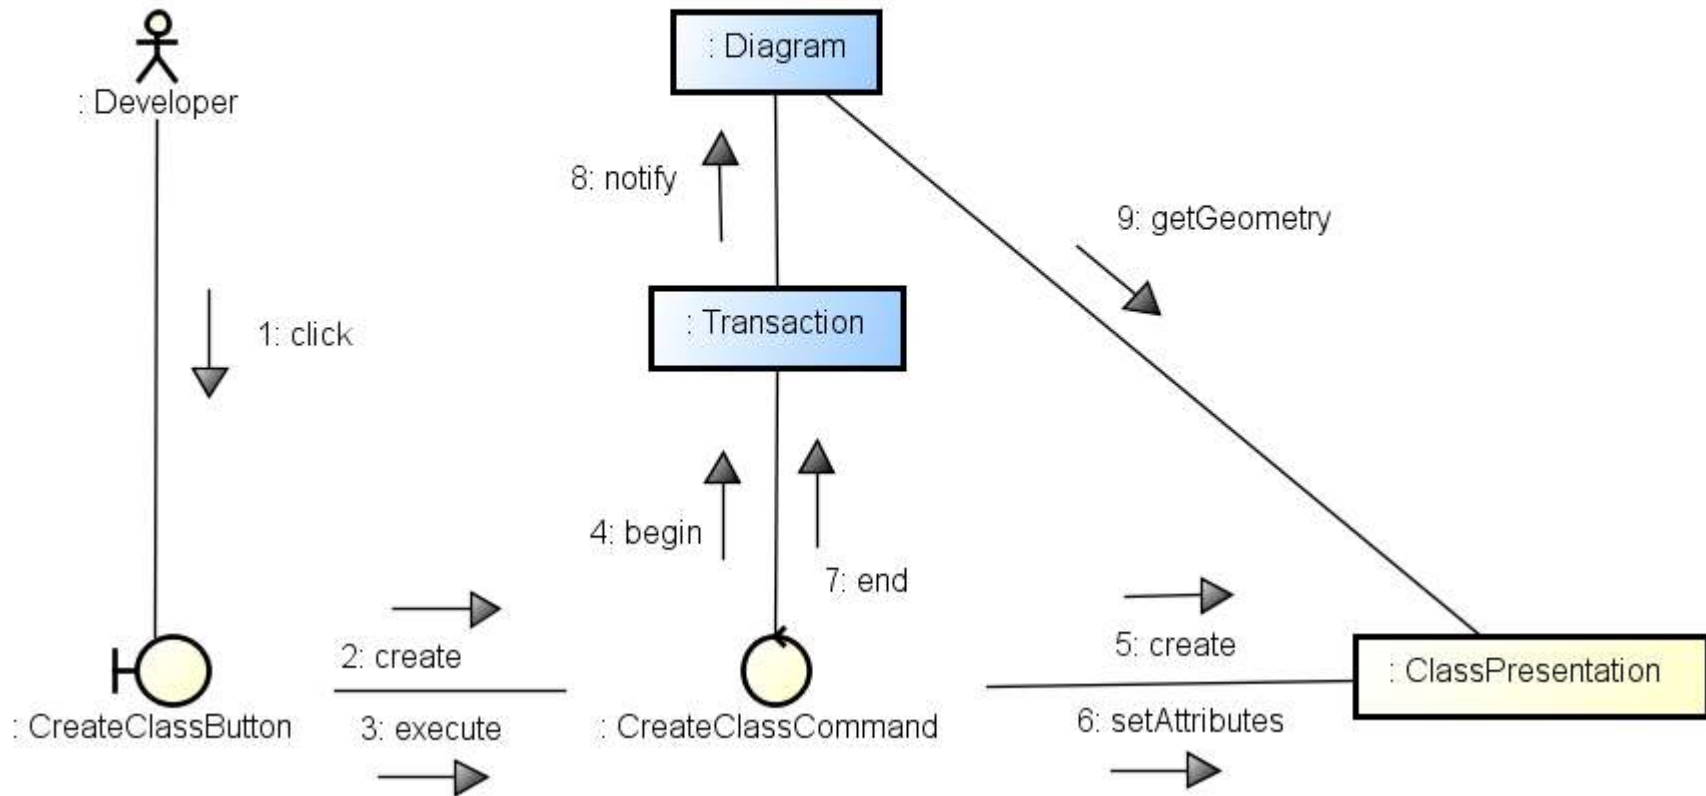 : Diagram
: Developer
8: notify
9: getGeometry
: Transaction
1: click
4: begin
7: end
2: create
5: create
: ClassPresentation
: CreateClassButton
3: execute
: CreateClassCommand
6: setAttributes